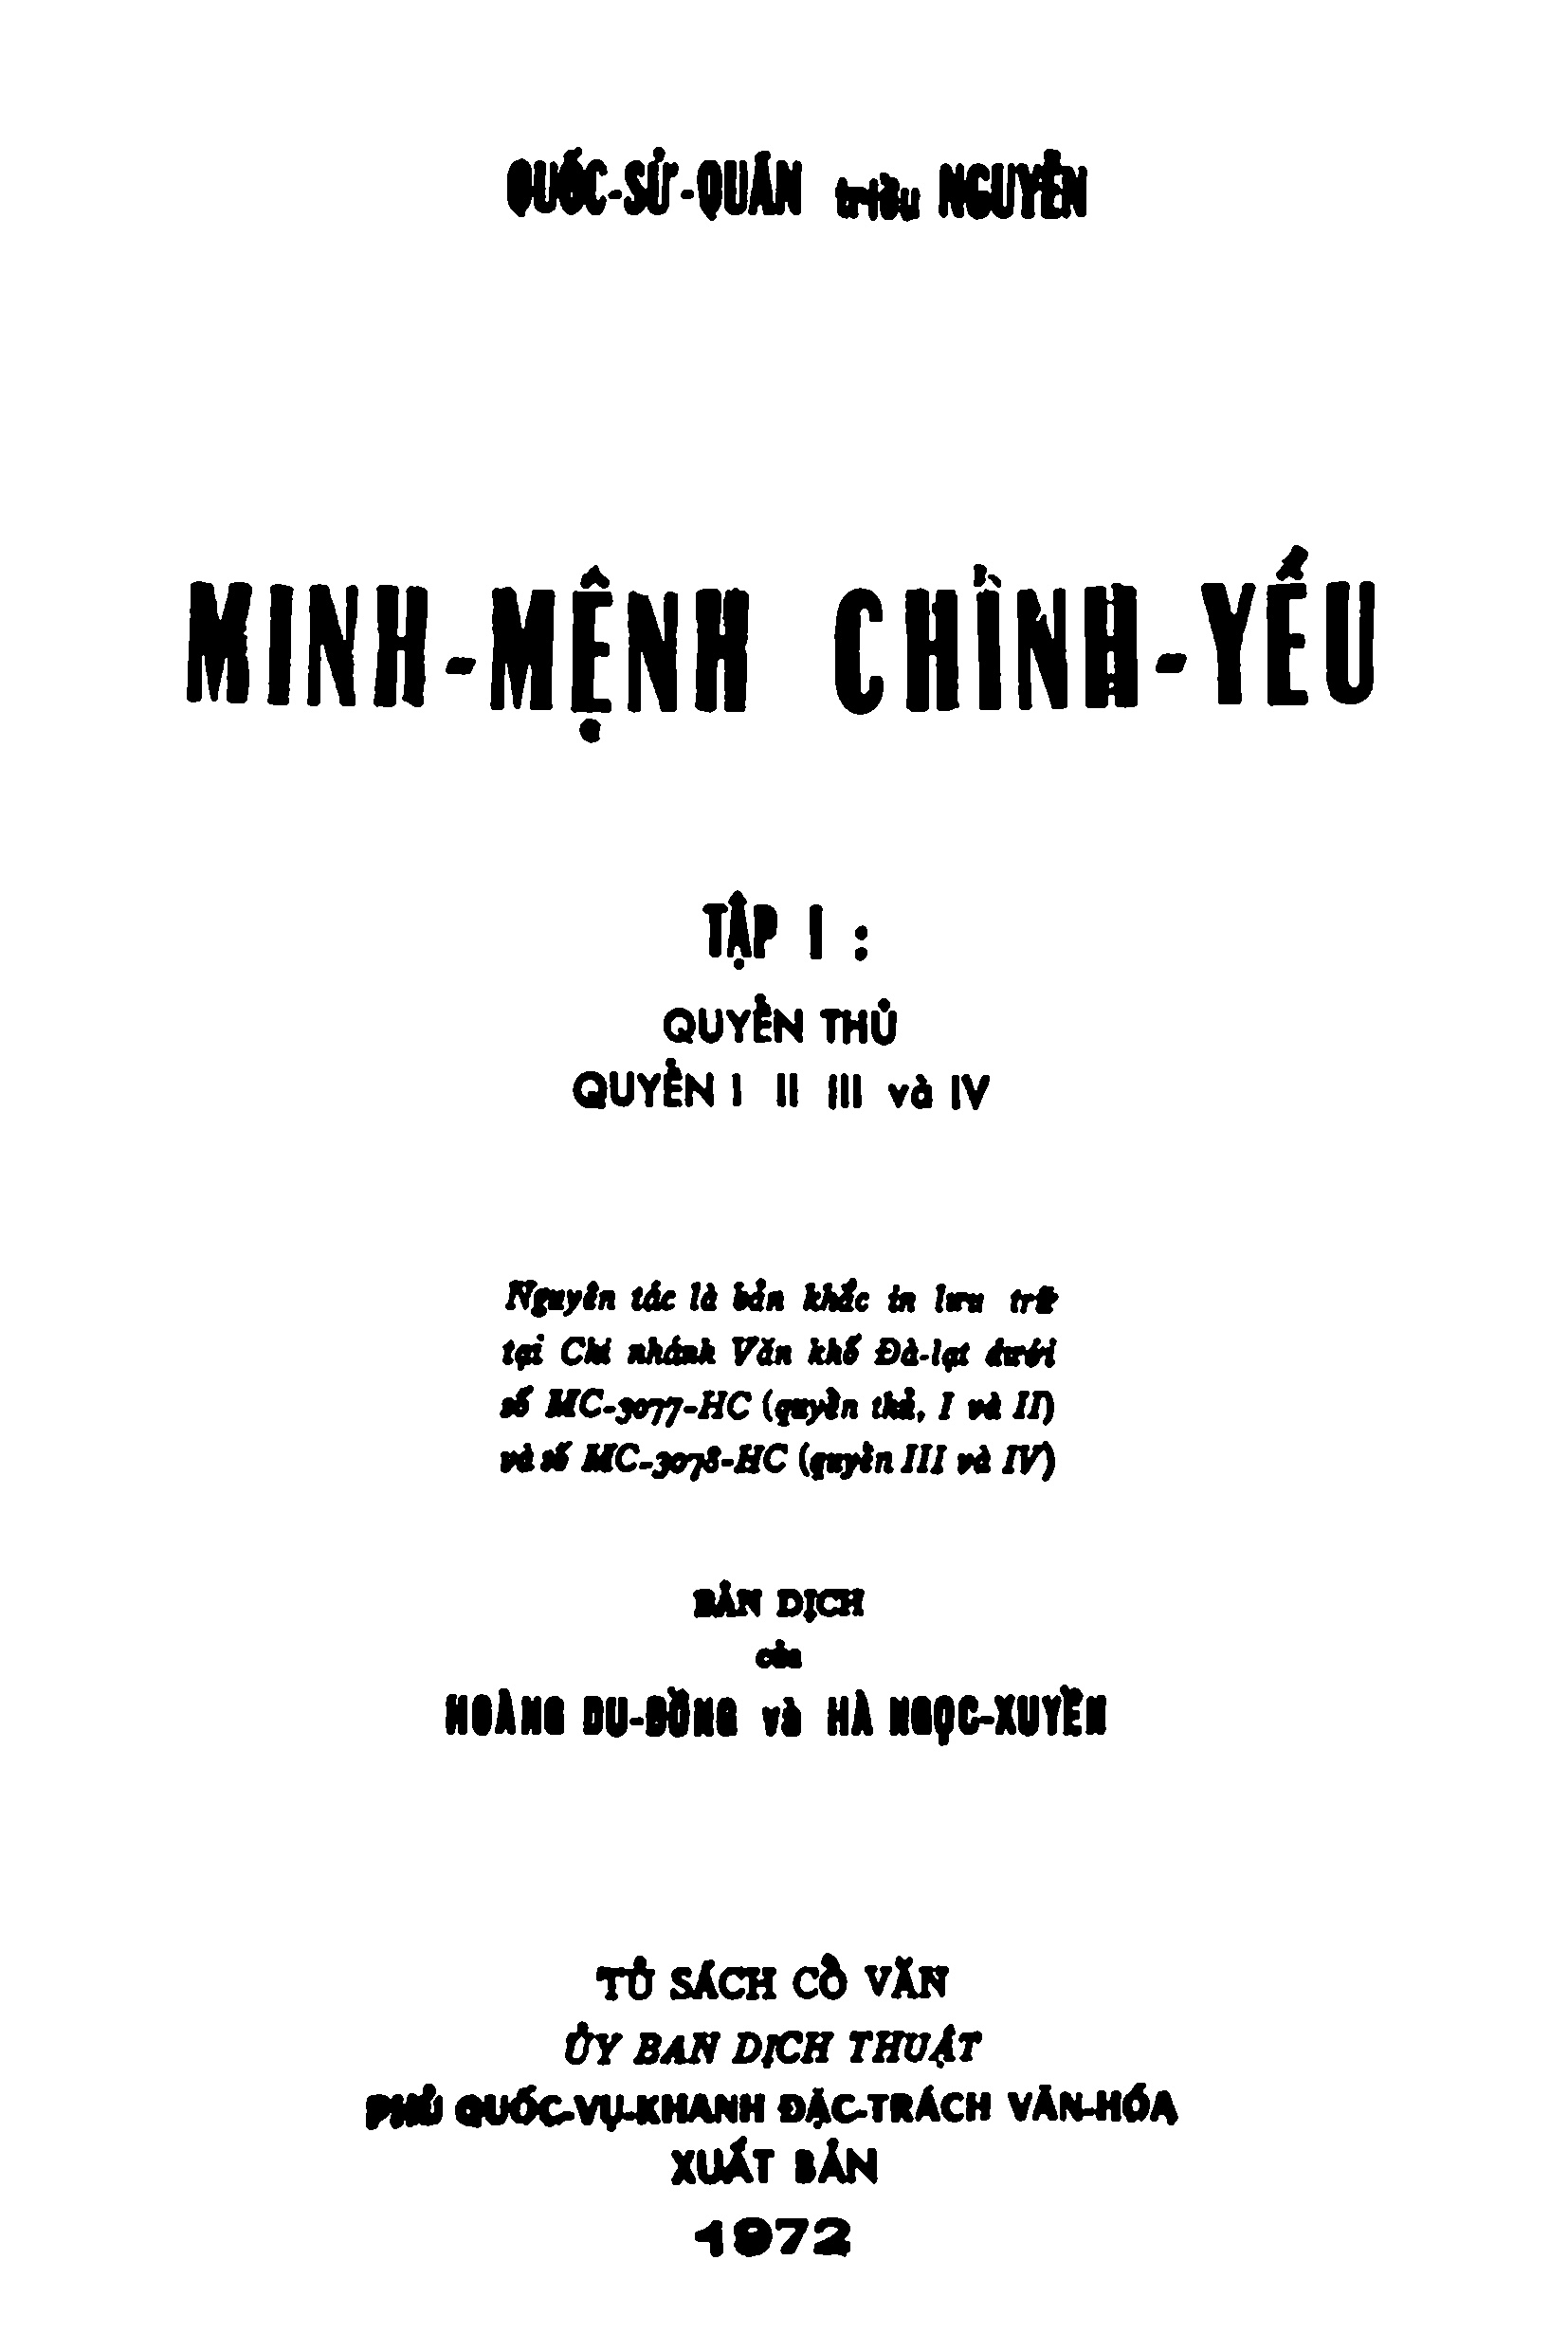 QUỐC-SỬ-QUÁN triều NGUYỄN
MINH-MỆNH CHÍNH-YẾU
TẬP I :
QUYỂN THỦ
QUYỂN I II III và IV
Nguyên tác là bản khắc in lưu trữ
tại Chi nhánh Văn khố Đà-lạt dưới
số MC-3077-HC (quyển thủ, I và II)
và số MC-3078-HC (quyển III và IV)
BẢN DỊCH
của
HOÀNG DU-ĐỒNG và HÀ NGỌC-XUYỀN
TỦ SÁCH CỔ VĂN
ỦY BAN DỊCH THUẬT
PHỦ QUỐC-VỤ-KHANH ĐẶC-TRÁCH VĂN-HÓA
XUẤT BẢN
1972